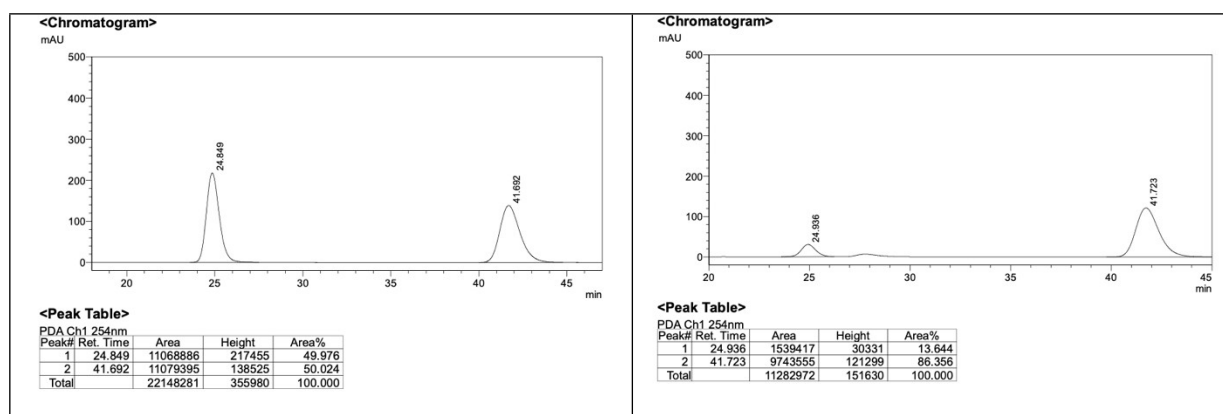 <Chromatogram>
mAU
500
400
300
200
100
0
24.849
41.692
20 25 30 35 40 45
min
<Peak Table>
PDA Ch1 254nm
Peak# Ret. Time Area Height Area%
1 24.849 11068886 217455 49.976
2 41.692 11079395 138525 50.024
Total 22148281 355980 100.000
<Chromatogram>
mAU
500
400
300
200
100
0
24.936
41.723
20 25 30 35 40 45
min
<Peak Table>
PDA Ch1 254nm
Peak# Ret. Time Area Height Area%
1 24.936 1539417 30331 13.644
2 41.723 9743555 121299 86.356
Total 11282972 151630 100.000